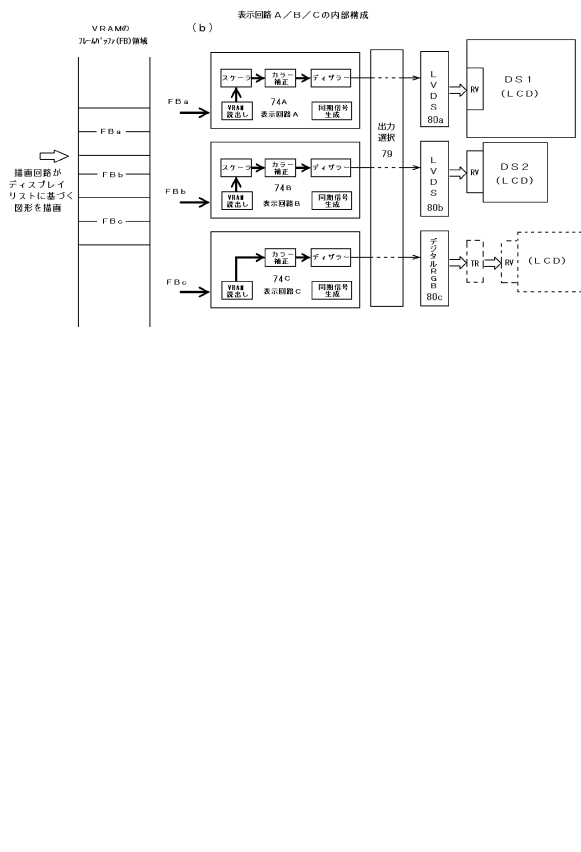 表示回路Ａ／Ｂ／Ｃの内部構成
(ｂ)
ＶＲＡＭの
ﾌﾚｰﾑﾊﾞｯﾌｧ(FB)領域
ＦＢａ
ＦＢｂ
ＦＢｃ
描画回路が
ディスプレイ
リストに基づく
図形を描画
ＦＢａ
スケーラ
カラー
補正
ディザラー
VRAM
読出し
74Ａ
表示回路Ａ
同期信号
生成
ＦＢｂ
スケーラ
カラー
補正
ディザラー
VRAM
読出し
74Ｂ
表示回路Ｂ
同期信号
生成
ＦＢｃ
カラー
補正
ディザラー
VRAM
読出し
74Ｃ
表示回路Ｃ
同期信号
生成
出力
選択
79
ＬＶＤＳ
80a
RV
ＤＳ１
(ＬＣＤ)
ＬＶＤＳ
80b
RV
ＤＳ２
(ＬＣＤ)
デジタルＲＧＢ
80c
TR
RV
(ＬＣＤ)